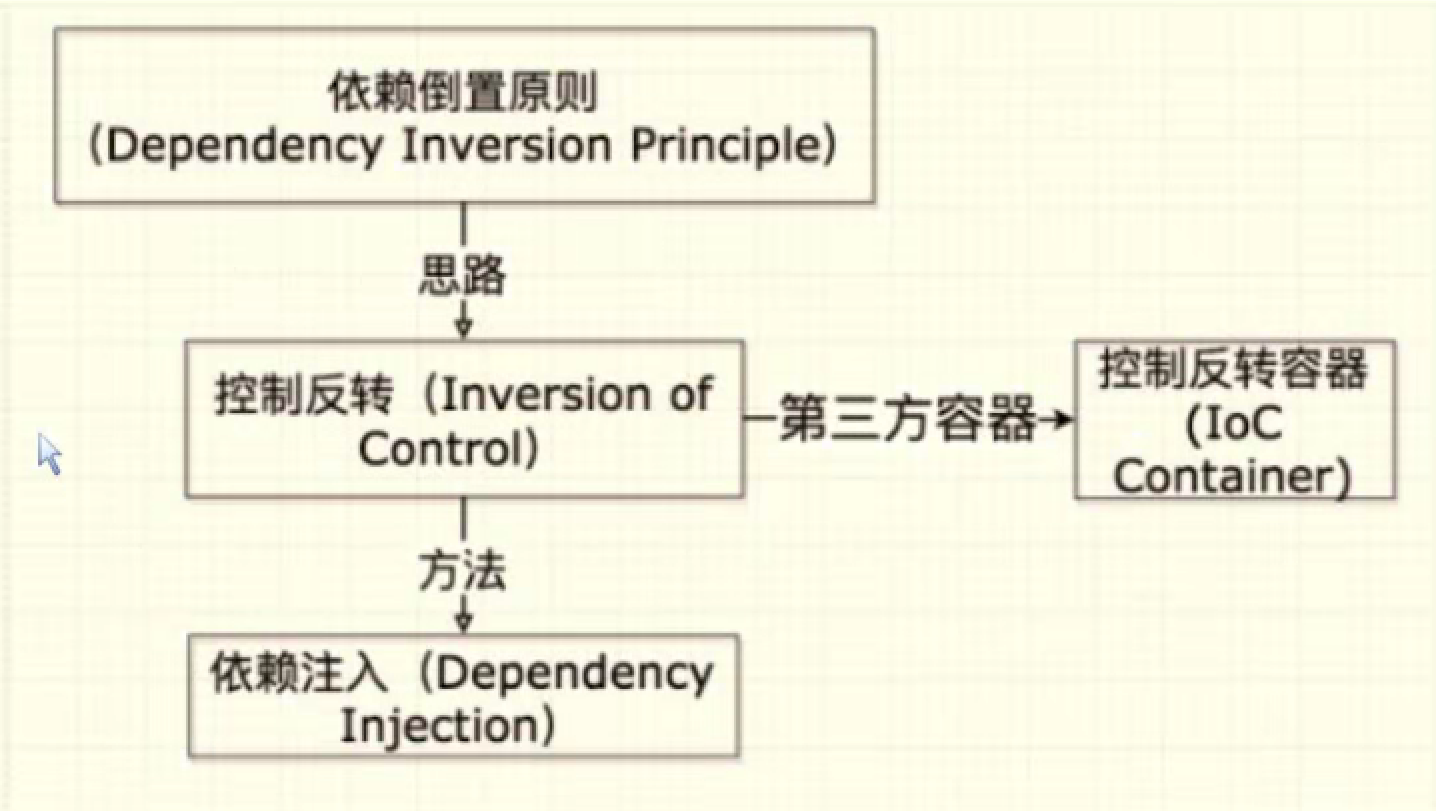 依赖倒置原则
（Dependency Inversion Principle）
思路
控制反转（Inversion of
Control）
第三方容器
控制反转容器
(IoC
Container)
方法
依赖注入（Dependency
Injection）